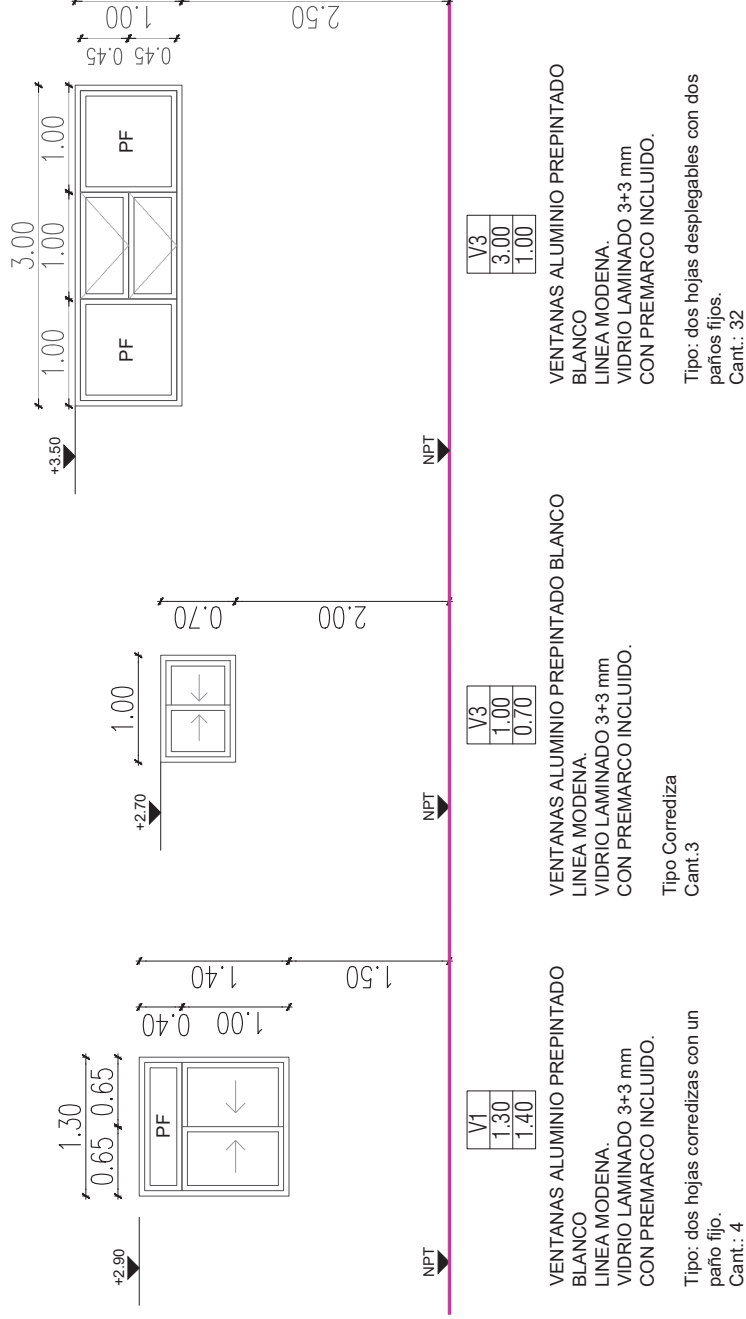 1.30
0.65 0.65
0.40
1.00
1.40
1.50
PF
+2.90
NPT
V1
1.30
1.40
VENTANAS ALUMINIO PREPINTADO
BLANCO
LINEA MODENA.
VIDRIO LAMINADO 3+3 mm
CON PREMARCO INCLUIDO.
Tipo: dos hojas corredizas con un
paño fijo.
Cant.: 4
1.00
0.70
2.00
+2.70
NPT
V3
1.00
0.70
VENTANAS ALUMINIO PREPINTADO BLANCO
LINEA MODENA.
VIDRIO LAMINADO 3+3 mm
CON PREMARCO INCLUIDO.
Tipo Corrediza
Cant.3
3.00
1.00 1.00 1.00
0.45
0.45
1.00
2.50
PF
PF
+3.50
NPT
V3
3.00
1.00
VENTANAS ALUMINIO PREPINTADO
BLANCO
LINEA MODENA.
VIDRIO LAMINADO 3+3 mm
CON PREMARCO INCLUIDO.
Tipo: dos hojas desplegables con dos
paños fijos.
Cant.: 32